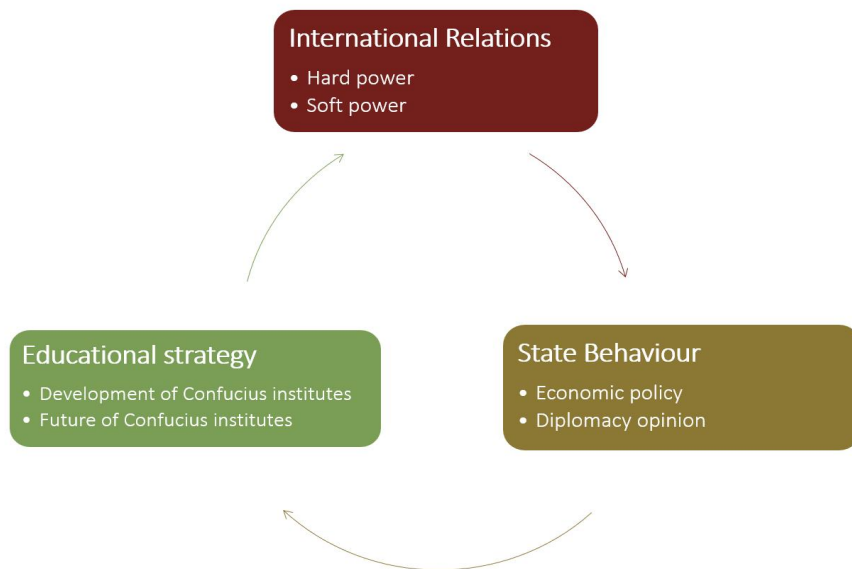 International Relations
• Hard power
• Soft power
Educational strategy
• Development of Confucius institutes
• Future of Confucius institutes
State Behaviour
• Economic policy
• Diplomacy opinion